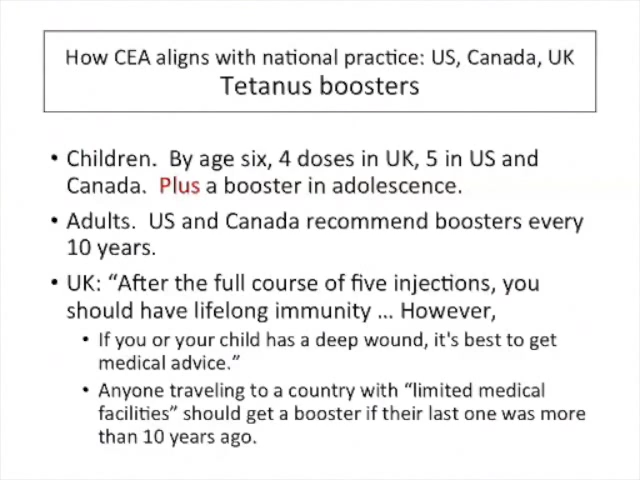 How CEA aligns with national practice: US, Canada, UK
Tetanus boosters
• Children.  By age six, 4 doses in UK, 5 in US and
Canada.  Plus a booster in adolescence.
• Adults.  US and Canada recommend boosters every
10 years.
• UK: “After the full course of five injections, you
should have lifelong immunity … However,
• If you or your child has a deep wound, it's best to get
medical advice.”
• Anyone traveling to a country with “limited medical
facilities” should get a booster if their last one was more
than 10 years ago.